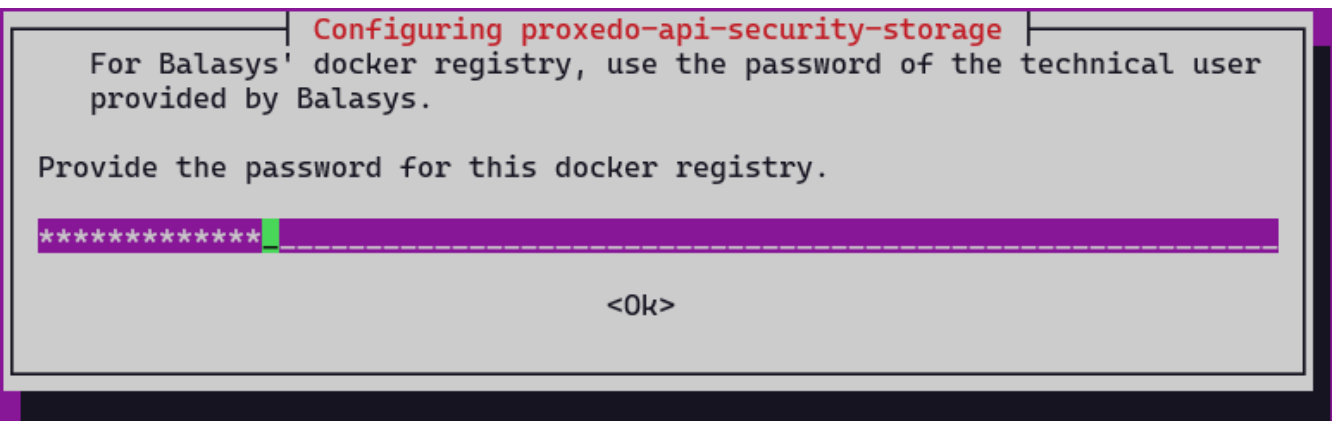 Configuring proxedo-api-security-storage
For Balasys' docker registry, use the password of the technical user
provided by Balasys.
Provide the password for this docker registry.
*************__________________________________________________________
<Ok>